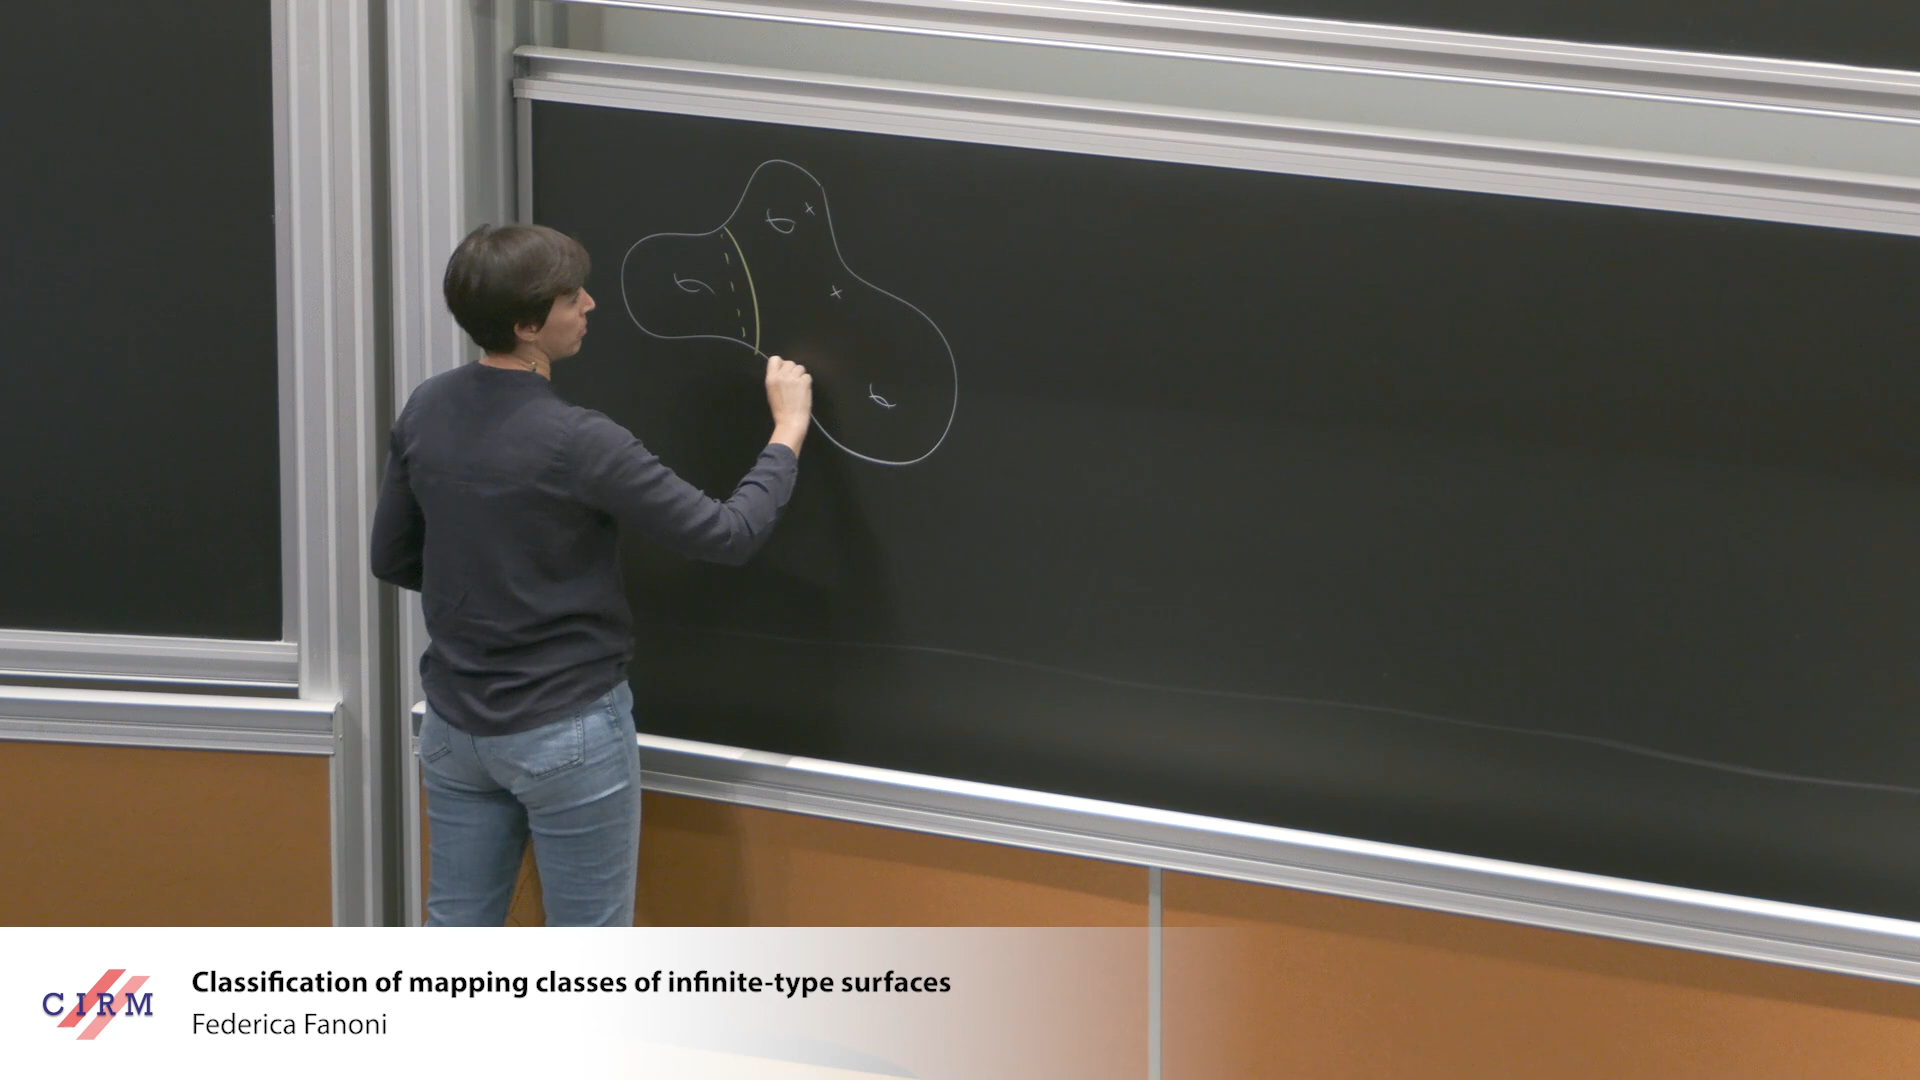 CIRM
Classification of mapping classes of infinite-type surfaces
Federica Fanoni